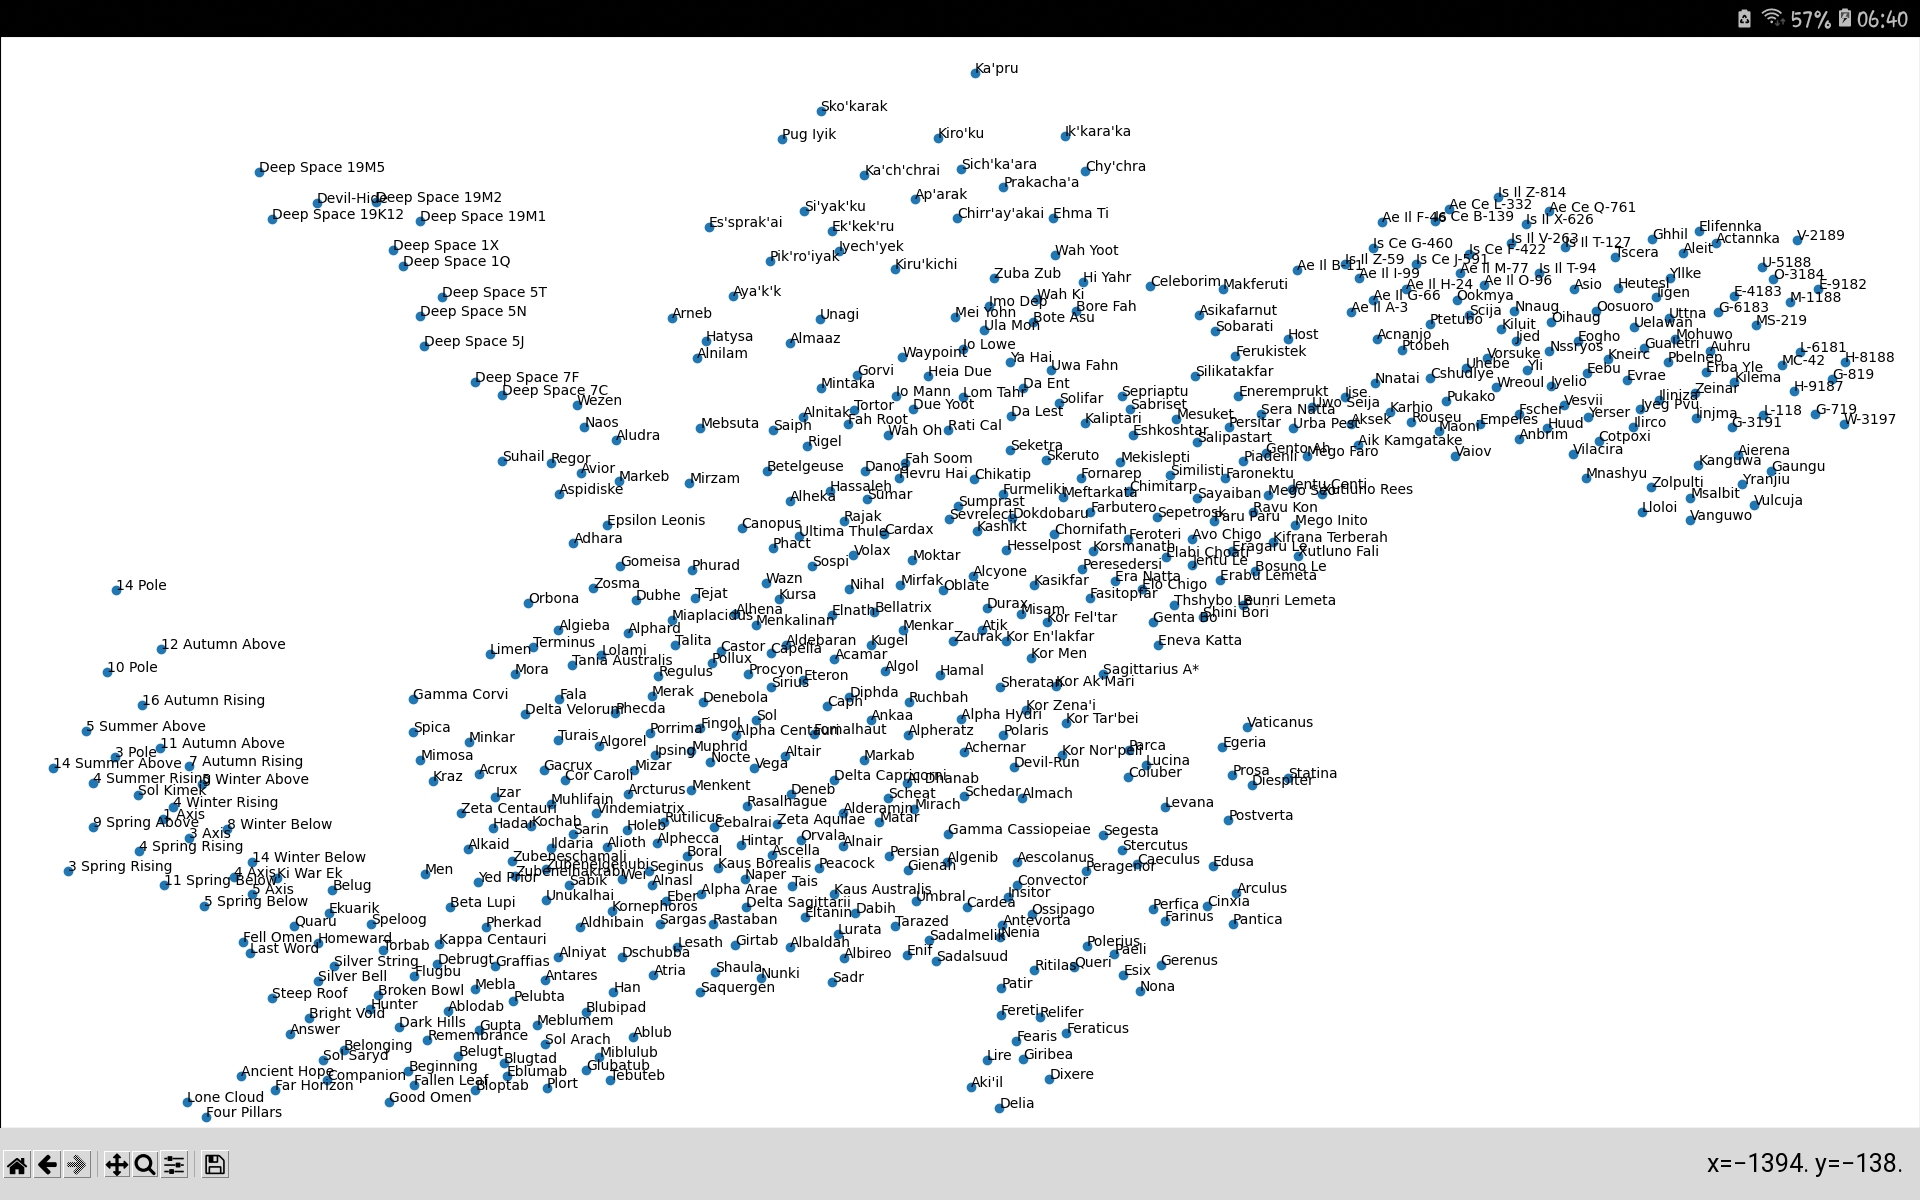 57% 06:40
Ka'pru
Sko'karak
Pug Iyik
Kiro'ku
Ik'kara'ka
Deep Space 19M5
Ka'ch'chrai
Sich'ka'ara
Chy'chra
Prakacha'a
Devil-Hide
Deep Space 19M2
Ap'arak
Is Il Z-814
Deep Space 19K12
Deep Space 19M1
Si'yak'ku
Chirr'ay'akai
Ehma Ti
Ae Il F-46
Ae Ce L-332
Is Ce B-139
Ae Ce Q-761
Is Il X-626
Es'sprak'ai
Ek'kek'ru
Elifennka
Ghhil
Actannka
V-2189
Deep Space 1X
Iyech'yek
Wah Yoot
Is Ce G-460
Is Il V-263
Is Il T-127
Is Ce F-422
Aleit
Iscera
Deep Space 1Q
Pik'ro'iyak
Kiru'kichi
Ae Il B-11
Is Il Z-59
Is Ce J-591
Ae Il M-77
Is Il T-94
U-5188
Zuba Zub
Hi Yahr
Celeborim
Makferuti
Ae Il I-99
Ae Il H-24
Ae Il O-96
Asio
Heutesl
Yllke
O-3184
E-9182
Deep Space 5T
Aya'k'k
Wah Ki
Imo Dep
Bore Fah
Ae Il G-66
Ookmya
Ilgen
E-4183
M-1188
Deep Space 5N
Arneb
Unagi
Mei Yohn
Bote Asu
Asikafarnut
Ae Il A-3
Scija
Nnaug
Oosuoro
Uttna
G-6183
Ula Moh
Sobarati
Ptetubo
Kiluit
Oihaug
Uelawan
MS-219
Deep Space 5J
Hatysa
Almaaz
Host
Acnanjo
Jied
Eogho
Mohuwo
Alnilam
Waypoint
Jo Lowe
Ferukistek
Ptobeh
Vorsuke
Nssryos
Kneirc
Gualetri
Auhru
L-6181
Ya Hai
Uhebe
Yli
Pbelnep
MC-42
H-8188
Deep Space 7F
Gorvi
Heia Due
Uwa Fahn
Silikatakfar
Nnatai
Cshudlye
Eebu
Evrae
Erba Yle
Kilema
G-819
Deep Space 7C
Mintaka
Io Mann
Lom Tahr
Da Ent
Sepriaptu
Eneremprukt
Jise
Wreoul
Iyelio
Zeinar
H-9187
Wezen
Alnitak
Tortor
Due Yoot
Solifar
Sabriset
Uwo Seija
Pukako
Vesvii
Iliniza
Naos
Mebsuta
Saiph
Fah Root
Wah Oh
Rati Cal
Da Lest
Kaliptari
Mesuket
Sera Natta
Karhio
Rouseu
Empeles
Escher
Yerser
Iyeg Pvu
Injma
L-118
G-719
Aludra
Rigel
Eshkoshtar
Persitar
Urba Pest
Aksek
Maoni
Huud
Ilirco
G-3191
W-3197
Seketra
Salipastart
Aik Kamgatake
Anbrim
Cotpoxi
Suhail
Regor
Betelgeuse
Danoa
Fah Soom
Skeruto
Mekislepti
Piadehli
Gento Ah
Mego Faro
Vaiov
Vilacira
Kanguwa
Aierena
Avior
Markeb
Mirzam
Hevru Hai
Chikatip
Fornarep
Similisti
Faronektu
Mnashyu
Gaungu
Aspidiske
Hassaleh
Alheka
Sumar
Furmeliki
Meftarkata
Chimitarp
Sayaiban
Jentu Centi
Xutluno Rees
Zolpulti
Yranjiu
Sumprast
Sevrelect
Dokdobaru
Farbutero
Sepetrosk
Ravu Kon
Lloloi
Msalbit
Vulcuja
Epsilon Leonis
Canopus
Rajak
Kashikt
Chornifath
Faru Paru
Mego Inito
Vanguwo
Adhara
Ultima Thule
Cardax
Feroteri
Avo Chigo
Kifrana Terberah
Phact
Volax
Hesselpost
Korsmanath
Elabi Choati
Eragaru Le
Xutluno Fali
Gomeisa
Phurad
Sospi
Moktar
Peresedersi
Jentu Le
Bosuno Le
14 Pole
Zosma
Wazn
Nihal
Mirfak
Oblate
Alcyone
Kasikfar
Era Natta
Elo Chigo
Erabu Lemeta
Orbona
Dubhe
Tejat
Kursa
Fasitopfar
Thshybo Le
Bunri Lemeta
Miaplacidus
Alhena
Elnath
Bellatrix
Durax
Misam
Shini Bori
Algieba
Alphard
Menkalinan
Menkar
Atik
Kor Fel'tar
Genta Bo
12 Autumn Above
Limen
Terminus
Talita
Castor
Aldebaran
Kugel
Zaurak
Kor En'lakfar
Eneva Katta
10 Pole
Lolami
Tania Australis
Pollux
Capella
Acamar
Kor Men
Mora
Regulus
Procyon
Eteron
Algol
Hamal
Sagittarius A*
16 Autumn Rising
Gamma Corvi
Fala
Merak
Sirius
Diphda
Sheratan
Kor Ak'Mari
Delta Velorum
Phecda
Denebola
Caph
Ruchbah
Kor Zena'i
5 Summer Above
Spica
Porrima
Fingol
Sol
Ankaa
Alpha Hydri
Kor Tar'bei
Vaticanus
3 Pole
11 Autumn Above
Minkar
Turais
Algorel
Alpha Centauri
Fomalhaut
Alpheratz
Polaris
Egeria
14 Summer Above
7 Autumn Rising
Mimosa
Ipsing
Muphrid
Altair
Markab
Achernar
Kor Nor'pell
Parca
4 Summer Rising
9 Winter Above
Kraz
Acrux
Gacrux
Mizar
Nocte
Vega
Devil-Run
Lucina
Sol Kimek
Cor Caroli
Delta Capricorni
Al Dhanab
Coluber
Prosa
Statina
4 Winter Rising
Izar
Arcturus
Menkent
Deneb
Scheat
Schedar
Almach
Diespiter
1 Axis
Zeta Centauri
Muhlifain
Vindemiatrix
Rasalhague
Alderamin
Mirach
Levana
9 Spring Above
8 Winter Below
Hadar
Kochab
Holeb
Rutilicus
Cebalrai
Zeta Aquilae
Matar
Postverta
3 Axis
Sarin
Alphecca
Orvala
Gamma Cassiopeiae
Segesta
4 Spring Rising
Alkaid
Ildaria
Alioth
Hintar
Alnair
Stercutus
3 Spring Rising
14 Winter Below
Zubeneschamali
Boral
Ascella
Persian
Algenib
Aescolanus
Caeculus
Edusa
4 Axis
Ki War Ek
Men
Zubenelgenubi
Seginus
Kaus Borealis
Peacock
Gienah
Peragenor
11 Spring Below
Belug
Yed Prior
Zubenelhakrabi
Sabik
Wei
Alnasl
Naper
Tais
Convector
5 Axis
Unukalhai
Eber
Alpha Arae
Kaus Australis
Insitor
Arculus
5 Spring Below
Ekuarik
Beta Lupi
Kornephoros
Delta Sagittarii
Umbral
Cardea
Perfica
Cinxia
Quaru
Speloog
Pherkad
Aldhibain
Sargas
Rastaban
Eltanin
Dabih
Ossipago
Farinus
Pantica
Fell Omen
Homeward
Kappa Centauri
Lurata
Tarazed
Antevorta
Last Word
Torbab
Lesath
Girtab
Albaldah
Sadalmelik
Nenia
Polerius
Silver String
Debrugt
Graffias
Alniyat
Dschubba
Albireo
Enif
Sadalsuud
Paeli
Silver Bell
Flugbu
Antares
Atria
Shaula
Nunki
Sadr
Ritilas
Queri
Esix
Gerenus
Steep Roof
Broken Bowl
Mebla
Pelubta
Han
Saquergen
Patir
Nona
Bright Void
Hunter
Ablodab
Blubipad
Feretir
Relifer
Answer
Dark Hills
Gupta
Meblumem
Ablub
Feraticus
Belonging
Remembrance
Sol Arach
Fearis
Sol Saryd
Belugt
Blugtad
Miblulub
Lire
Giribea
Ancient Hope
Companion
Beginning
Eblumab
Glubatub
Dixere
Far Horizon
Fallen Leaf
Bloptab
Plort
Tebuteb
Aki'il
Lone Cloud
Good Omen
Delia
Four Pillars
x=−1394. y=−138.